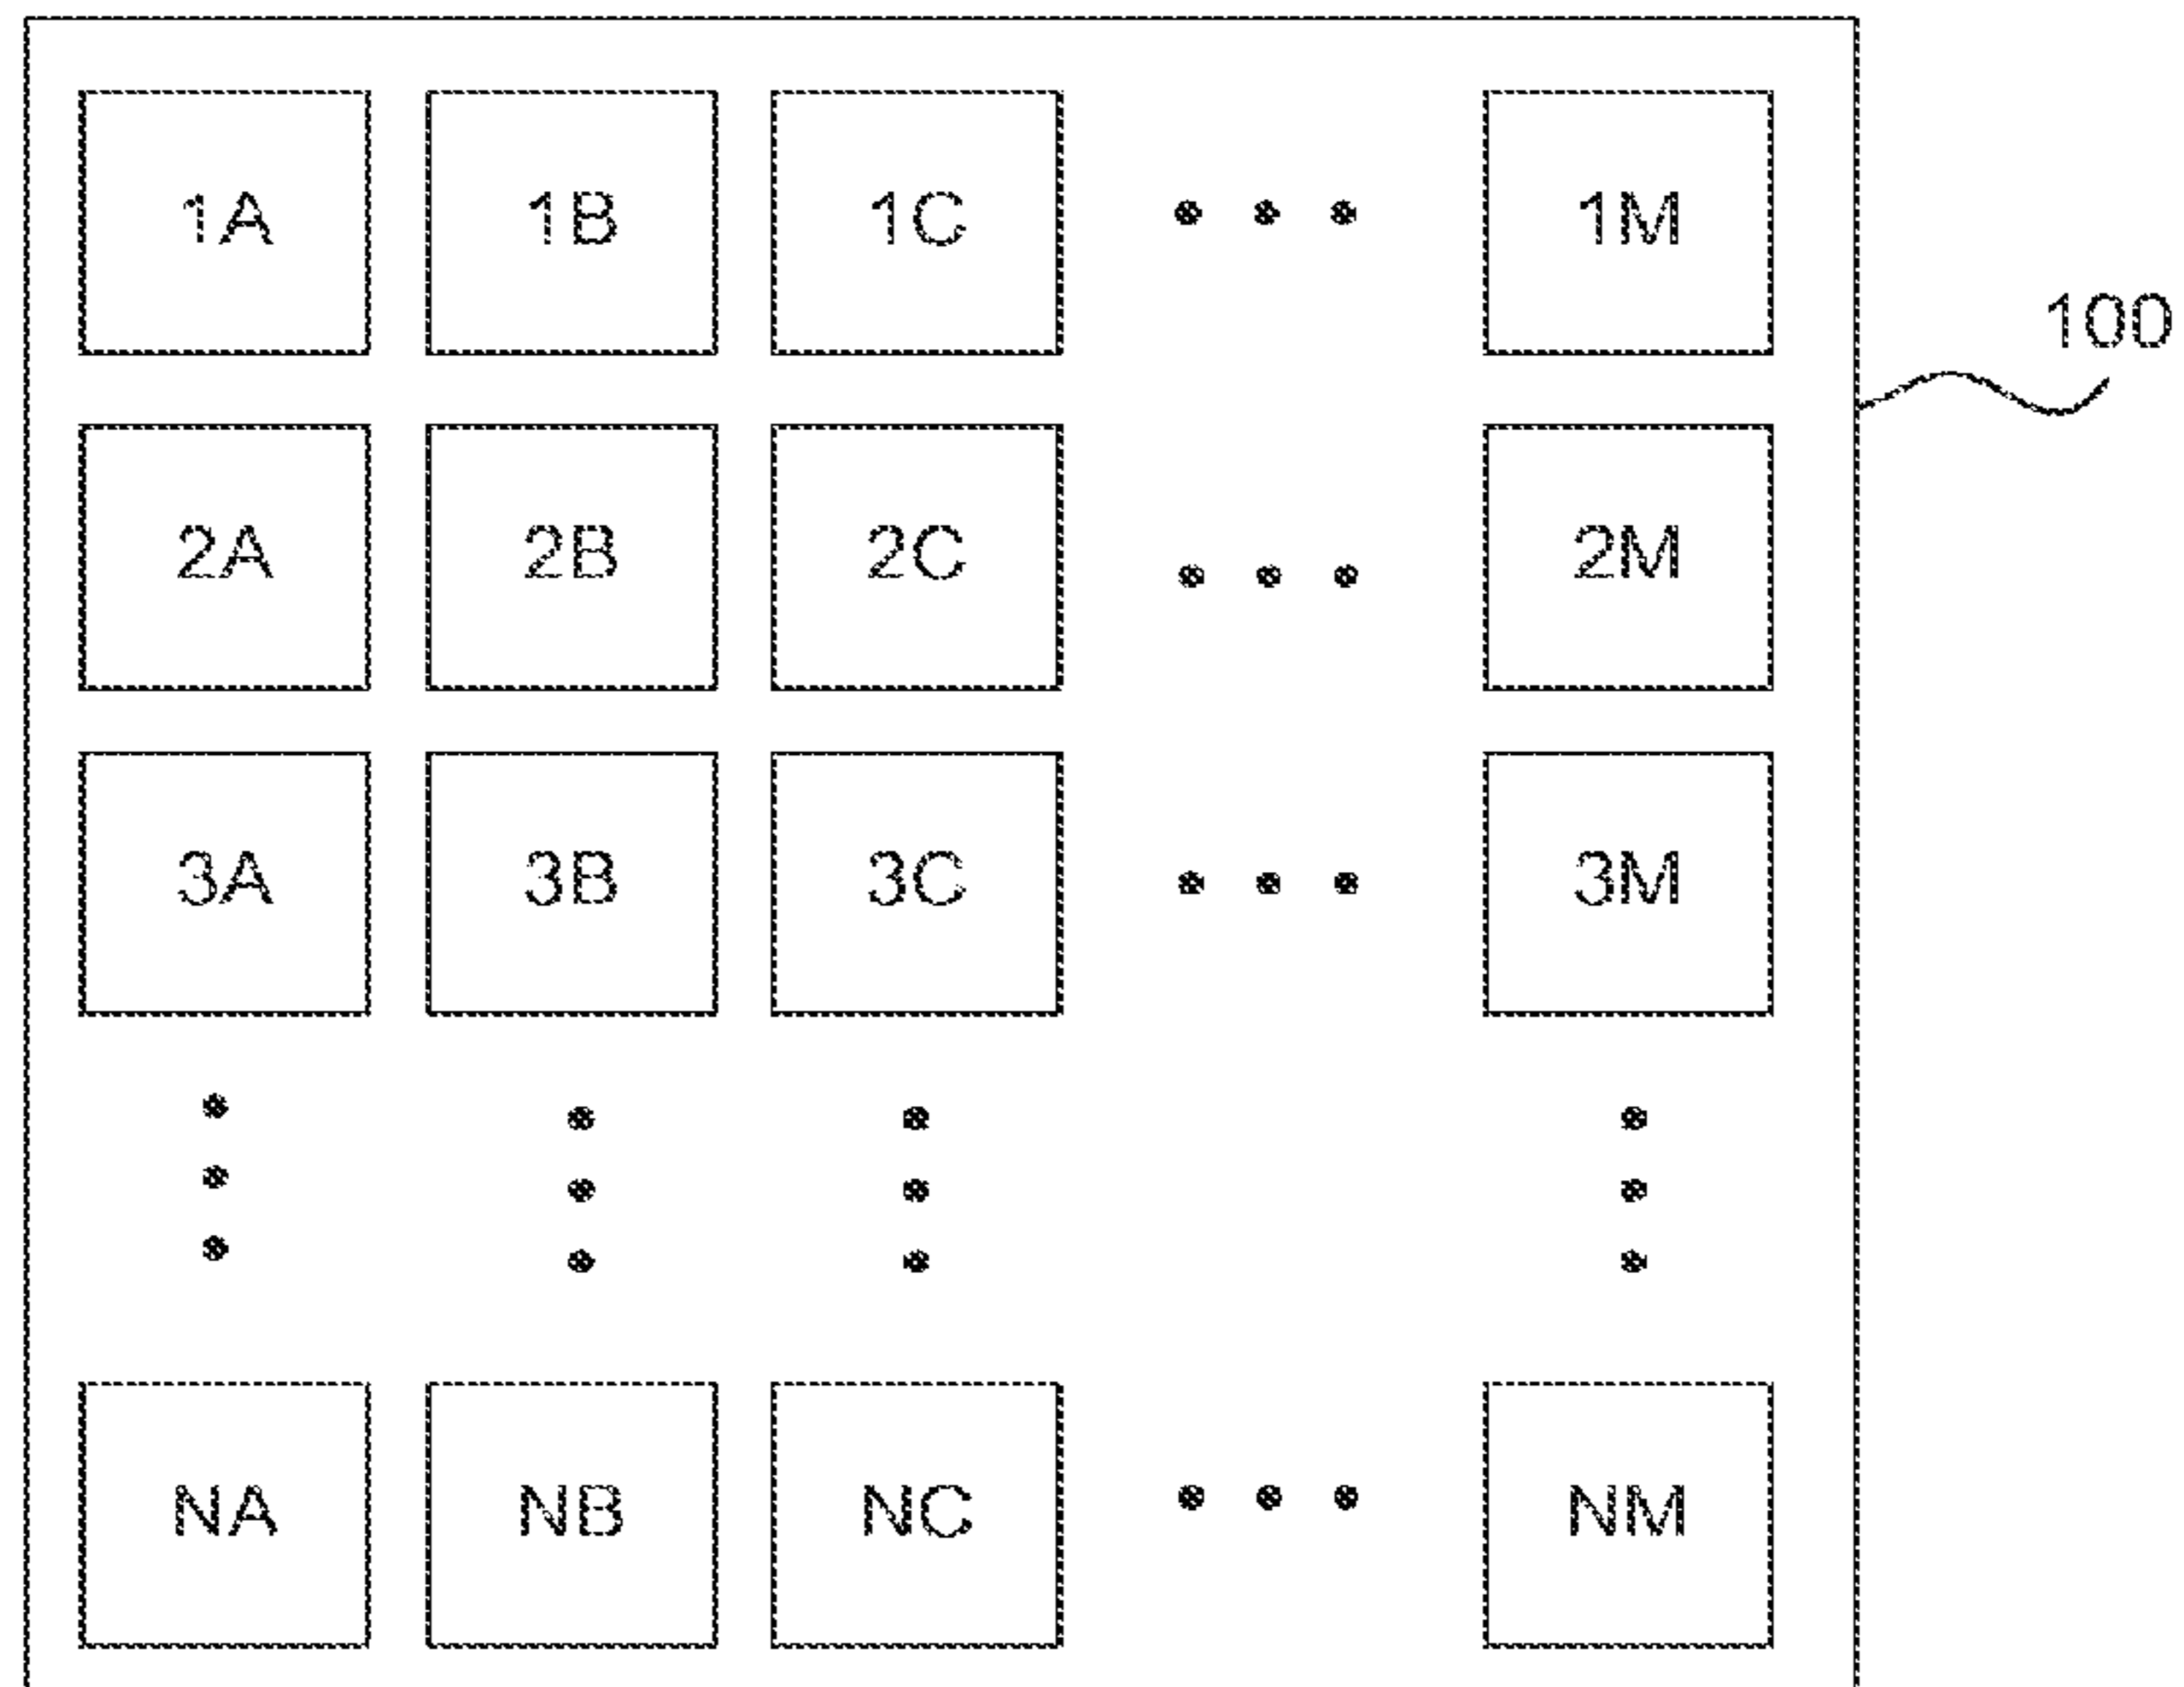 1A 1B 1C • • • 1M
100
2A 2B 2C • • • 2M
3A 3B 3C • • • 3M
NA NB NC • • • NM